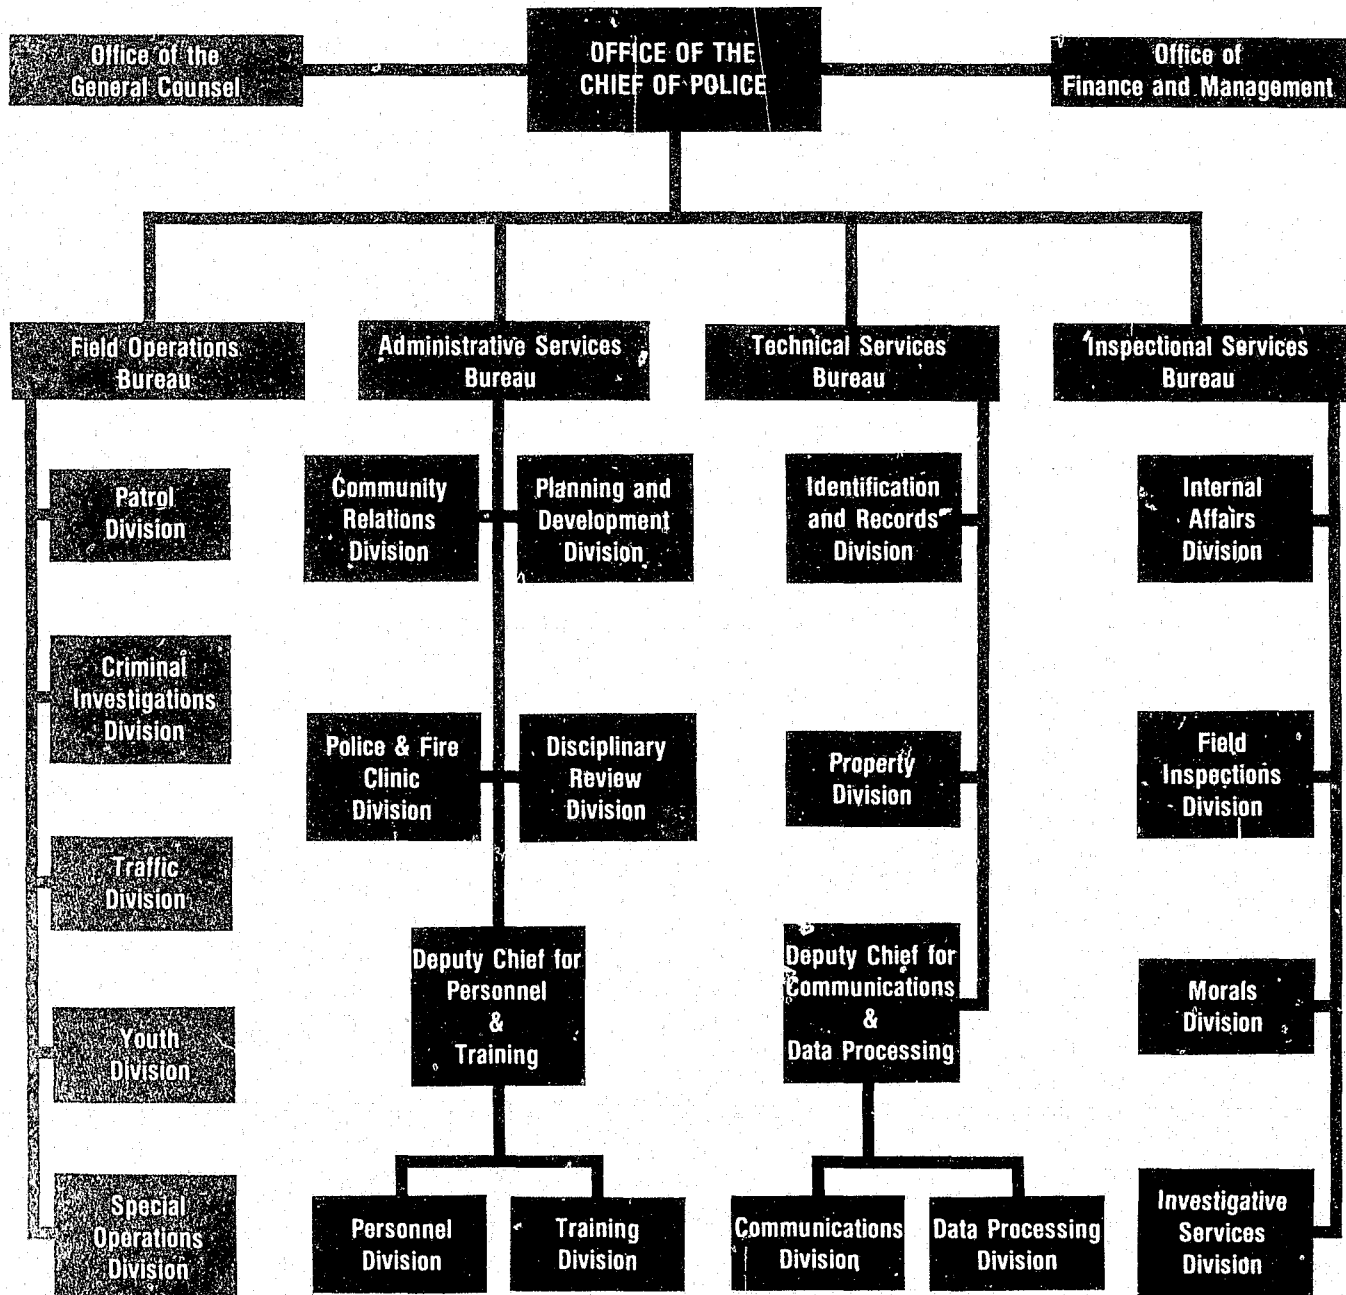 Office of the
General Counsel
OFFICE OF THE
CHIEF OF POLICE
Office of
Finance and Management
Field Operations
Bureau
Administrative Services
Bureau
Technical Services
Bureau
Inspectional Services
Bureau
Patrol
Division
Criminal
Investigations
Division
Traffic
Division
Youth
Division
Special
Operations
Division
Community
Relations
Division
Planning and
Development
Division
Police & Fire
Clinic
Division
Disciplinary
Review
Division
Deputy Chief for
Personnel
&
Training
Personnel
Division
Training
Division
Identification
and Records
Division
Property
Division
Deputy Chief for
Communications
&
Data Processing
Communications
Division
Data Processing
Division
Internal
Affairs
Division
Field
Inspections
Division
Morals
Division
Investigative
Services
Division